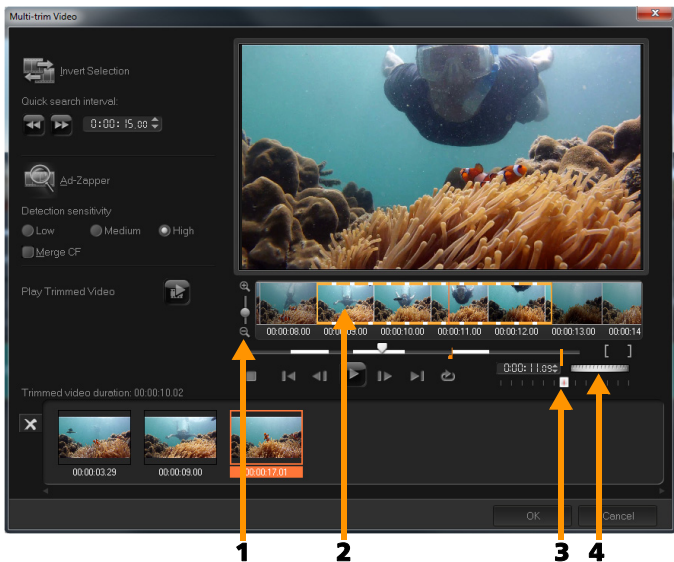 Multi-trim Video
Invert Selection
Quick search interval:
0:00:15.00
Ad-Zapper
Detection sensitivity
Low Medium High
Merge CF
Play Trimmed Video
00:00:08.00 00:00:09.00 00:00:10.00 00:00:11.00 00:00:12.00 00:00:13.00 00:00:14
[ ]
0:00:11.09
Trimmed video duration: 00:00:10.02
00:00:03.29 00:00:09.00 00:00:17.01
OK Cancel
1 2 3 4